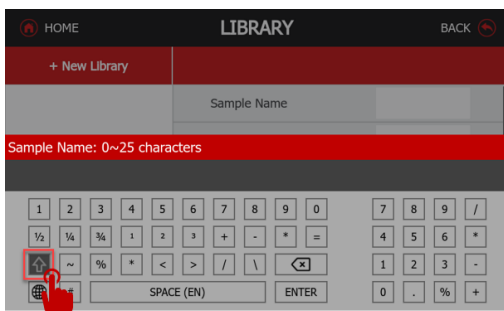 HOME LIBRARY BACK
+ New Library
Sample Name
Sample Name: 0~25 characters
1 2 3 4 5 6 7 8 9 0 7 8 9 /
½ ¼ ¾ ¹ ² ³ + - * = 4 5 6 *
~ % * < > / \ 1 2 3 -
# SPACE (EN) ENTER 0 . % +